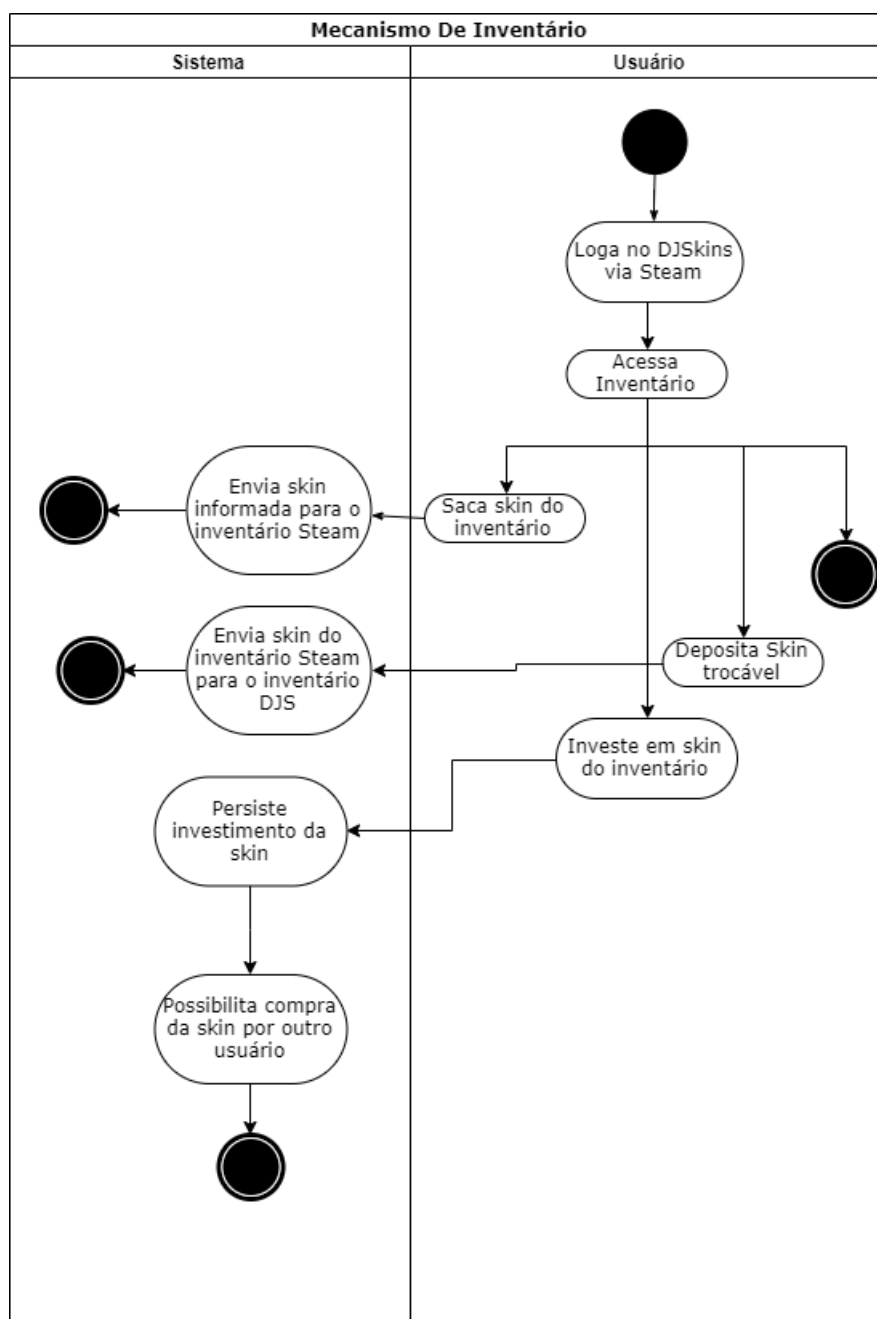 Mecanismo De Inventário
Sistema
Usuário
Loga no DJSkins
via Steam
Acessa
Inventário
Envia skin
informada para o
inventário Steam
Saca skin do
inventário
Envia skin do
inventário Steam
para o inventário
DJS
Deposita Skin
trocável
Investe em skin
do inventário
Persiste
investimento da
skin
Possibilita compra
da skin por outro
usuário